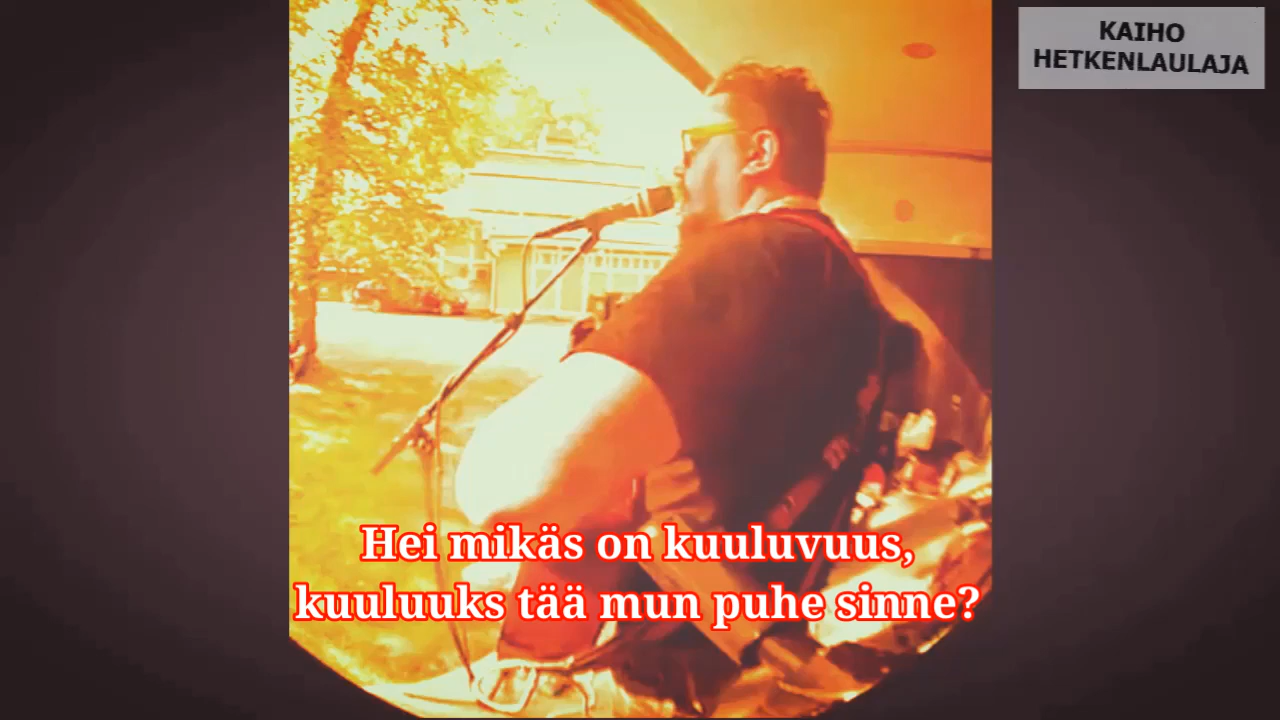 KAIHO
HETKENLAULAJA
Hei mikäs on kuuluvuus,
kuuluuks tää mun puhe sinne?